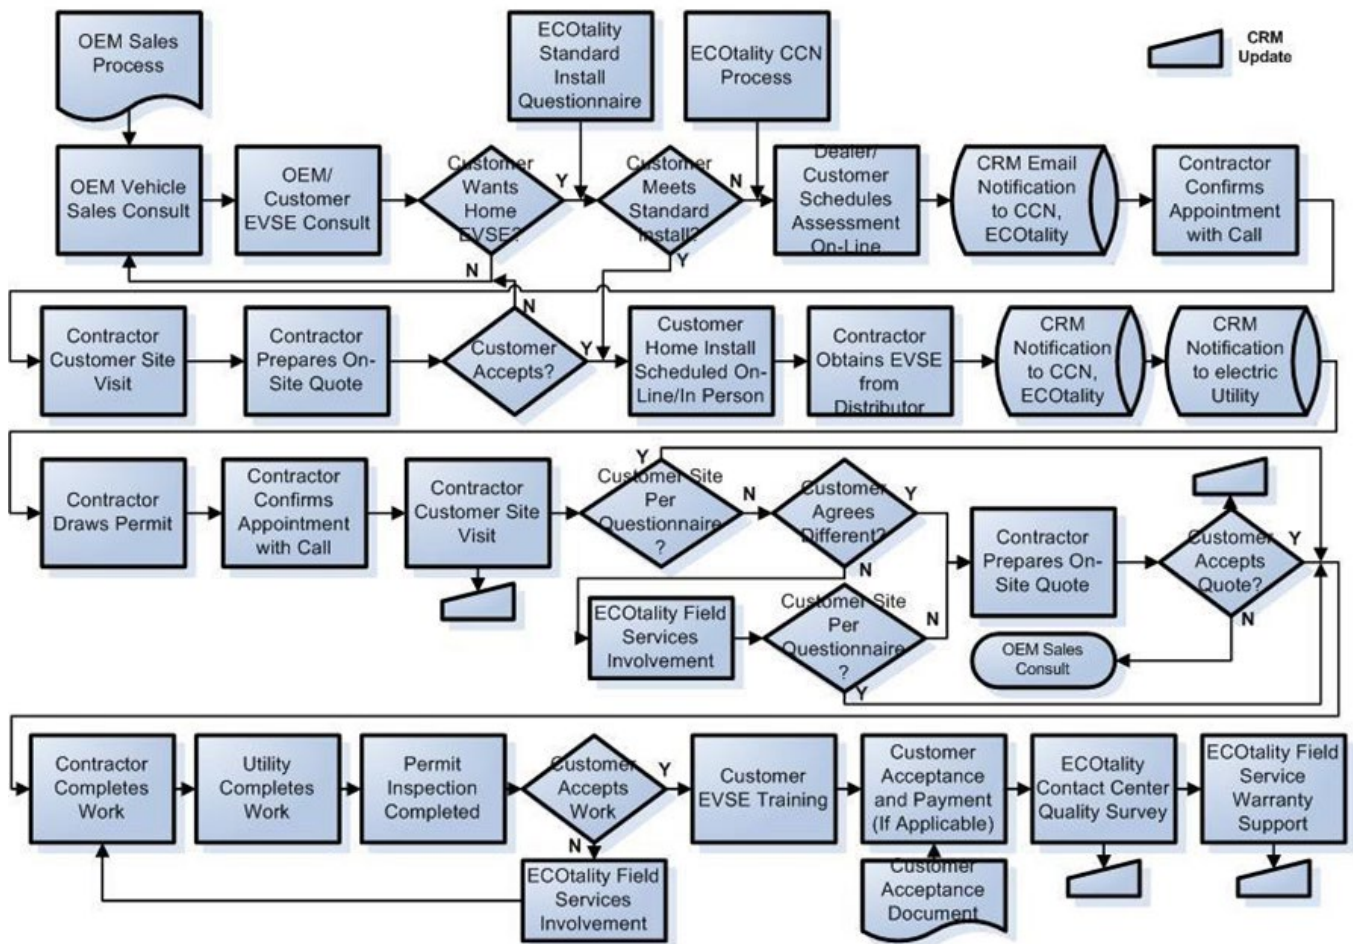 OEM Sales
Process
ECOtality
Standard
Install
Questionnaire
ECOtality CCN
Process
CRM
Update
OEM Vehicle
Sales Consult
OEM/
Customer
EVSE Consult
Customer
Wants
Home
EVSE?
Y
N
Customer
Meets
Standard
Install?
N
Y
Dealer/
Customer
Schedules
Assessment
On-Line
CRM Email
Notification
to CCN,
ECOtality
Contractor
Confirms
Appointment
with Call
Contractor
Customer Site
Visit
Contractor
Prepares On-
Site Quote
N
Customer
Accepts?
Y
Customer
Home Install
Scheduled On-
Line/In Person
Contractor
Obtains EVSE
from
Distributor
CRM
Notification
to CCN,
ECOtality
CRM
Notification
to electric
Utility
Contractor
Draws Permit
Contractor
Confirms
Appointment
with Call
Contractor
Customer Site
Visit
Y
Customer Site
Per
Questionnaire
?
N
Customer
Agrees
Different?
Y
N
ECOtality Field
Services
Involvement
Customer Site
Per
Questionnaire
?
N
Y
Contractor
Prepares On-
Site Quote
Customer
Accepts
Quote?
Y
N
OEM Sales
Consult
Contractor
Completes
Work
Utility
Completes
Work
Permit
Inspection
Completed
Customer
Accepts
Work
Y
N
ECOtality Field
Services
Involvement
Customer
EVSE Training
Customer
Acceptance
and Payment
(If Applicable)
Customer
Acceptance
Document
ECOtality
Contact Center
Quality Survey
ECOtality Field
Service
Warranty
Support